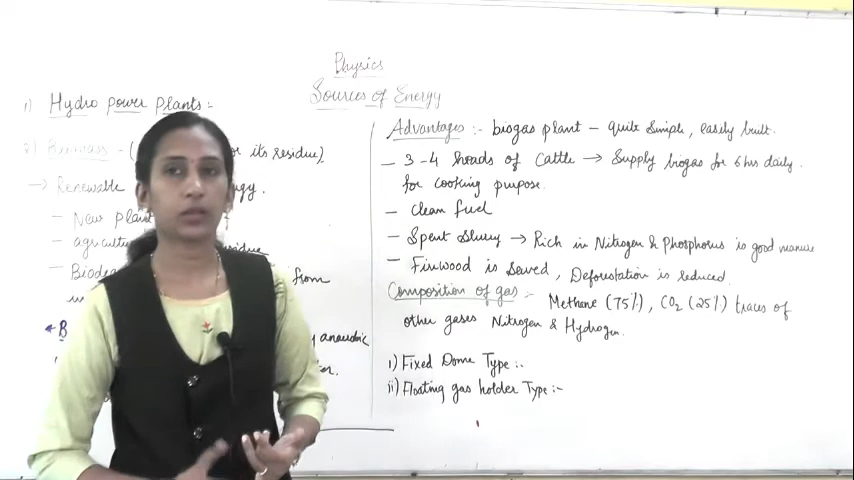 Physics
Sources of Energy
1) Hydro power plants :-
2) Biomass - ( or its residue)
→ Renewable
- New plant
- agricultu
- Biodeg from
← B y anaerobic
Advantages :- biogas plant - quite simple, easily built.
- 3-4 heads of Cattle → Supply biogas for 6 hrs daily.
for cooking purpose.
- Clean fuel
- Spent Slurry → Rich in Nitrogen & Phosphorus is good manure
- Firewood is Saved, Deforestation is reduced.
Composition of gas :- Methane (75%), CO2 (25%) traces of
other gases Nitrogen & Hydrogen.
i) Fixed Dome Type :-
ii) Floating gas holder Type :-